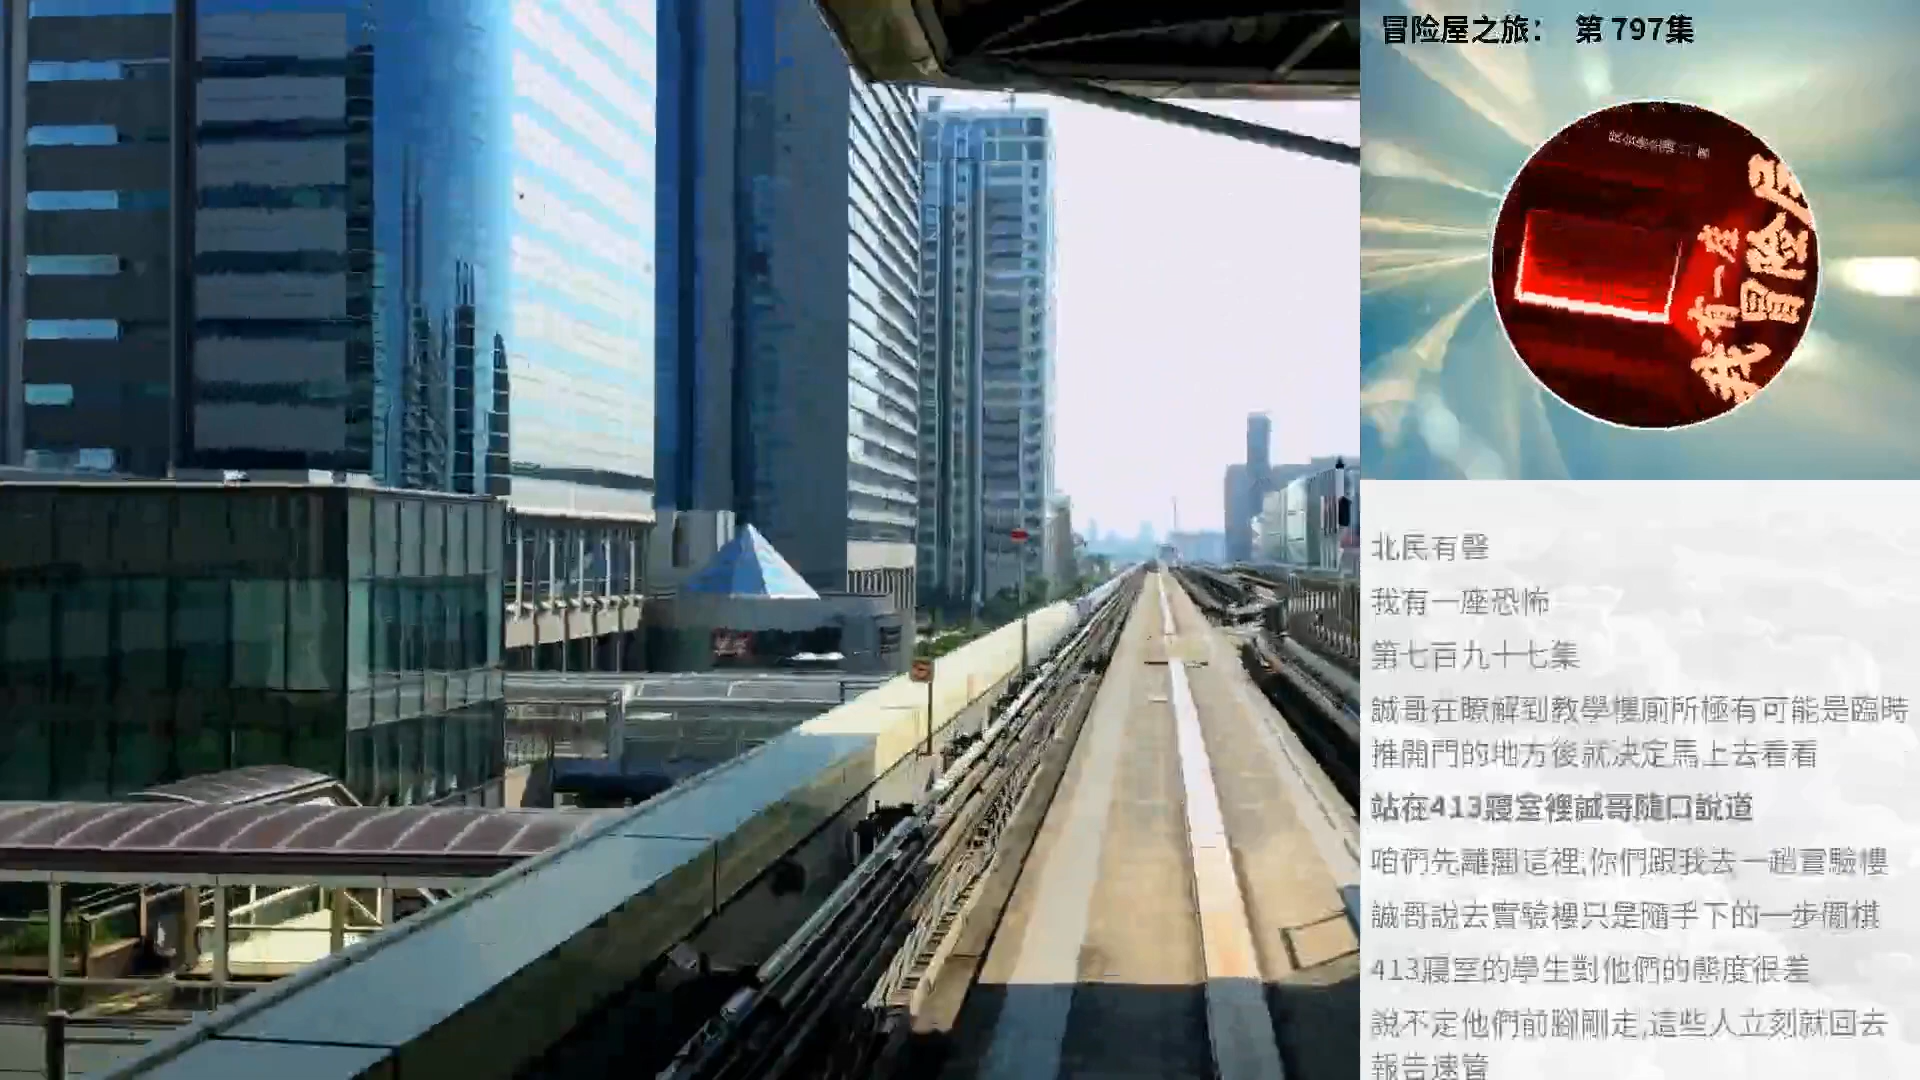 冒险屋之旅： 第 797集
我有一座
冒险屋
北民有聲
我有一座恐怖
第七百九十七集
誠哥在瞭解到教學樓廁所極有可能是臨時
推開門的地方後就決定馬上去看看
站在413寢室裡誠哥隨口說道
咱們先離開這裡,你們跟我去一趟實驗樓
誠哥說去實驗樓只是隨手下的一步閒棋
413寢室的學生對他們的態度很差
說不定他們前腳剛走,這些人立刻就回去
報告速管